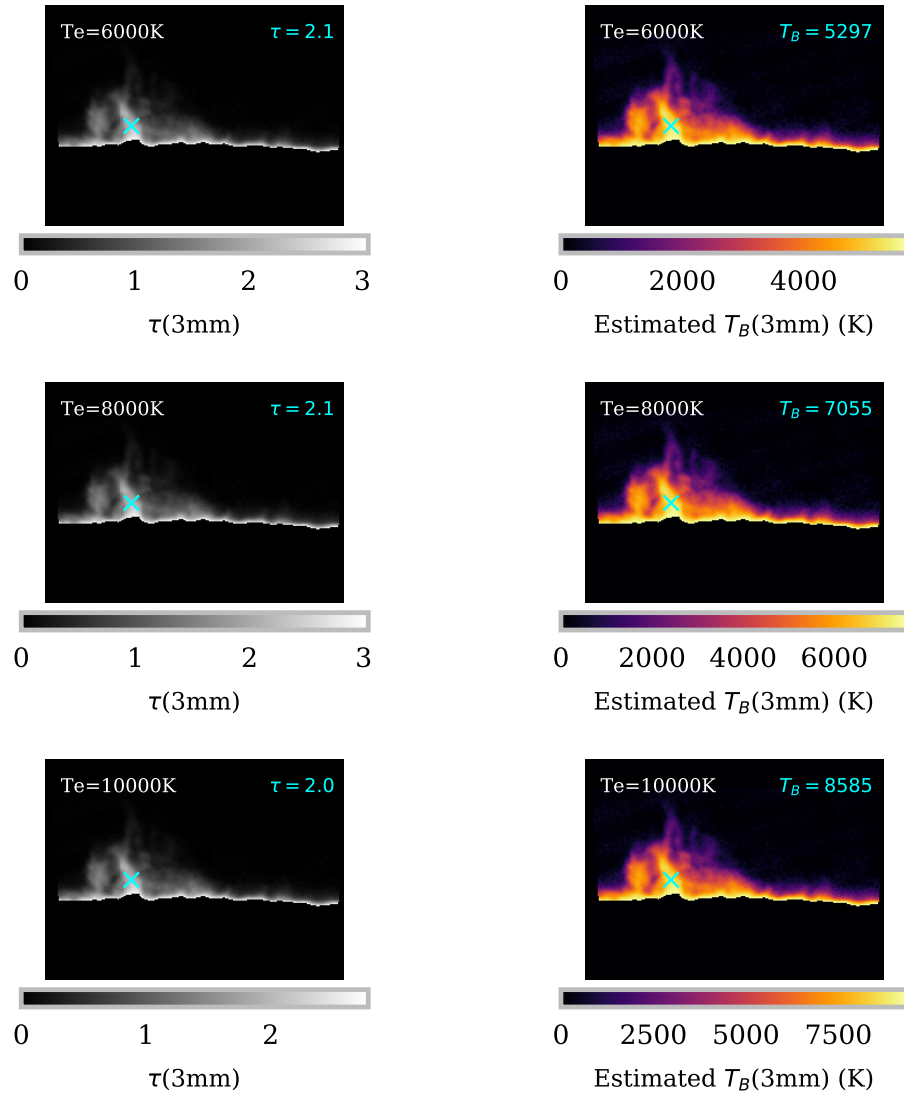 Te=6000K τ = 2.1
Te=6000K T_B = 5297
0 1 2 3
0 2000 4000
τ(3mm)
Estimated T_B(3mm) (K)
Te=8000K τ = 2.1
Te=8000K T_B = 7055
0 1 2 3
0 2000 4000 6000
τ(3mm)
Estimated T_B(3mm) (K)
Te=10000K τ = 2.0
Te=10000K T_B = 8585
0 1 2
0 2500 5000 7500
τ(3mm)
Estimated T_B(3mm) (K)